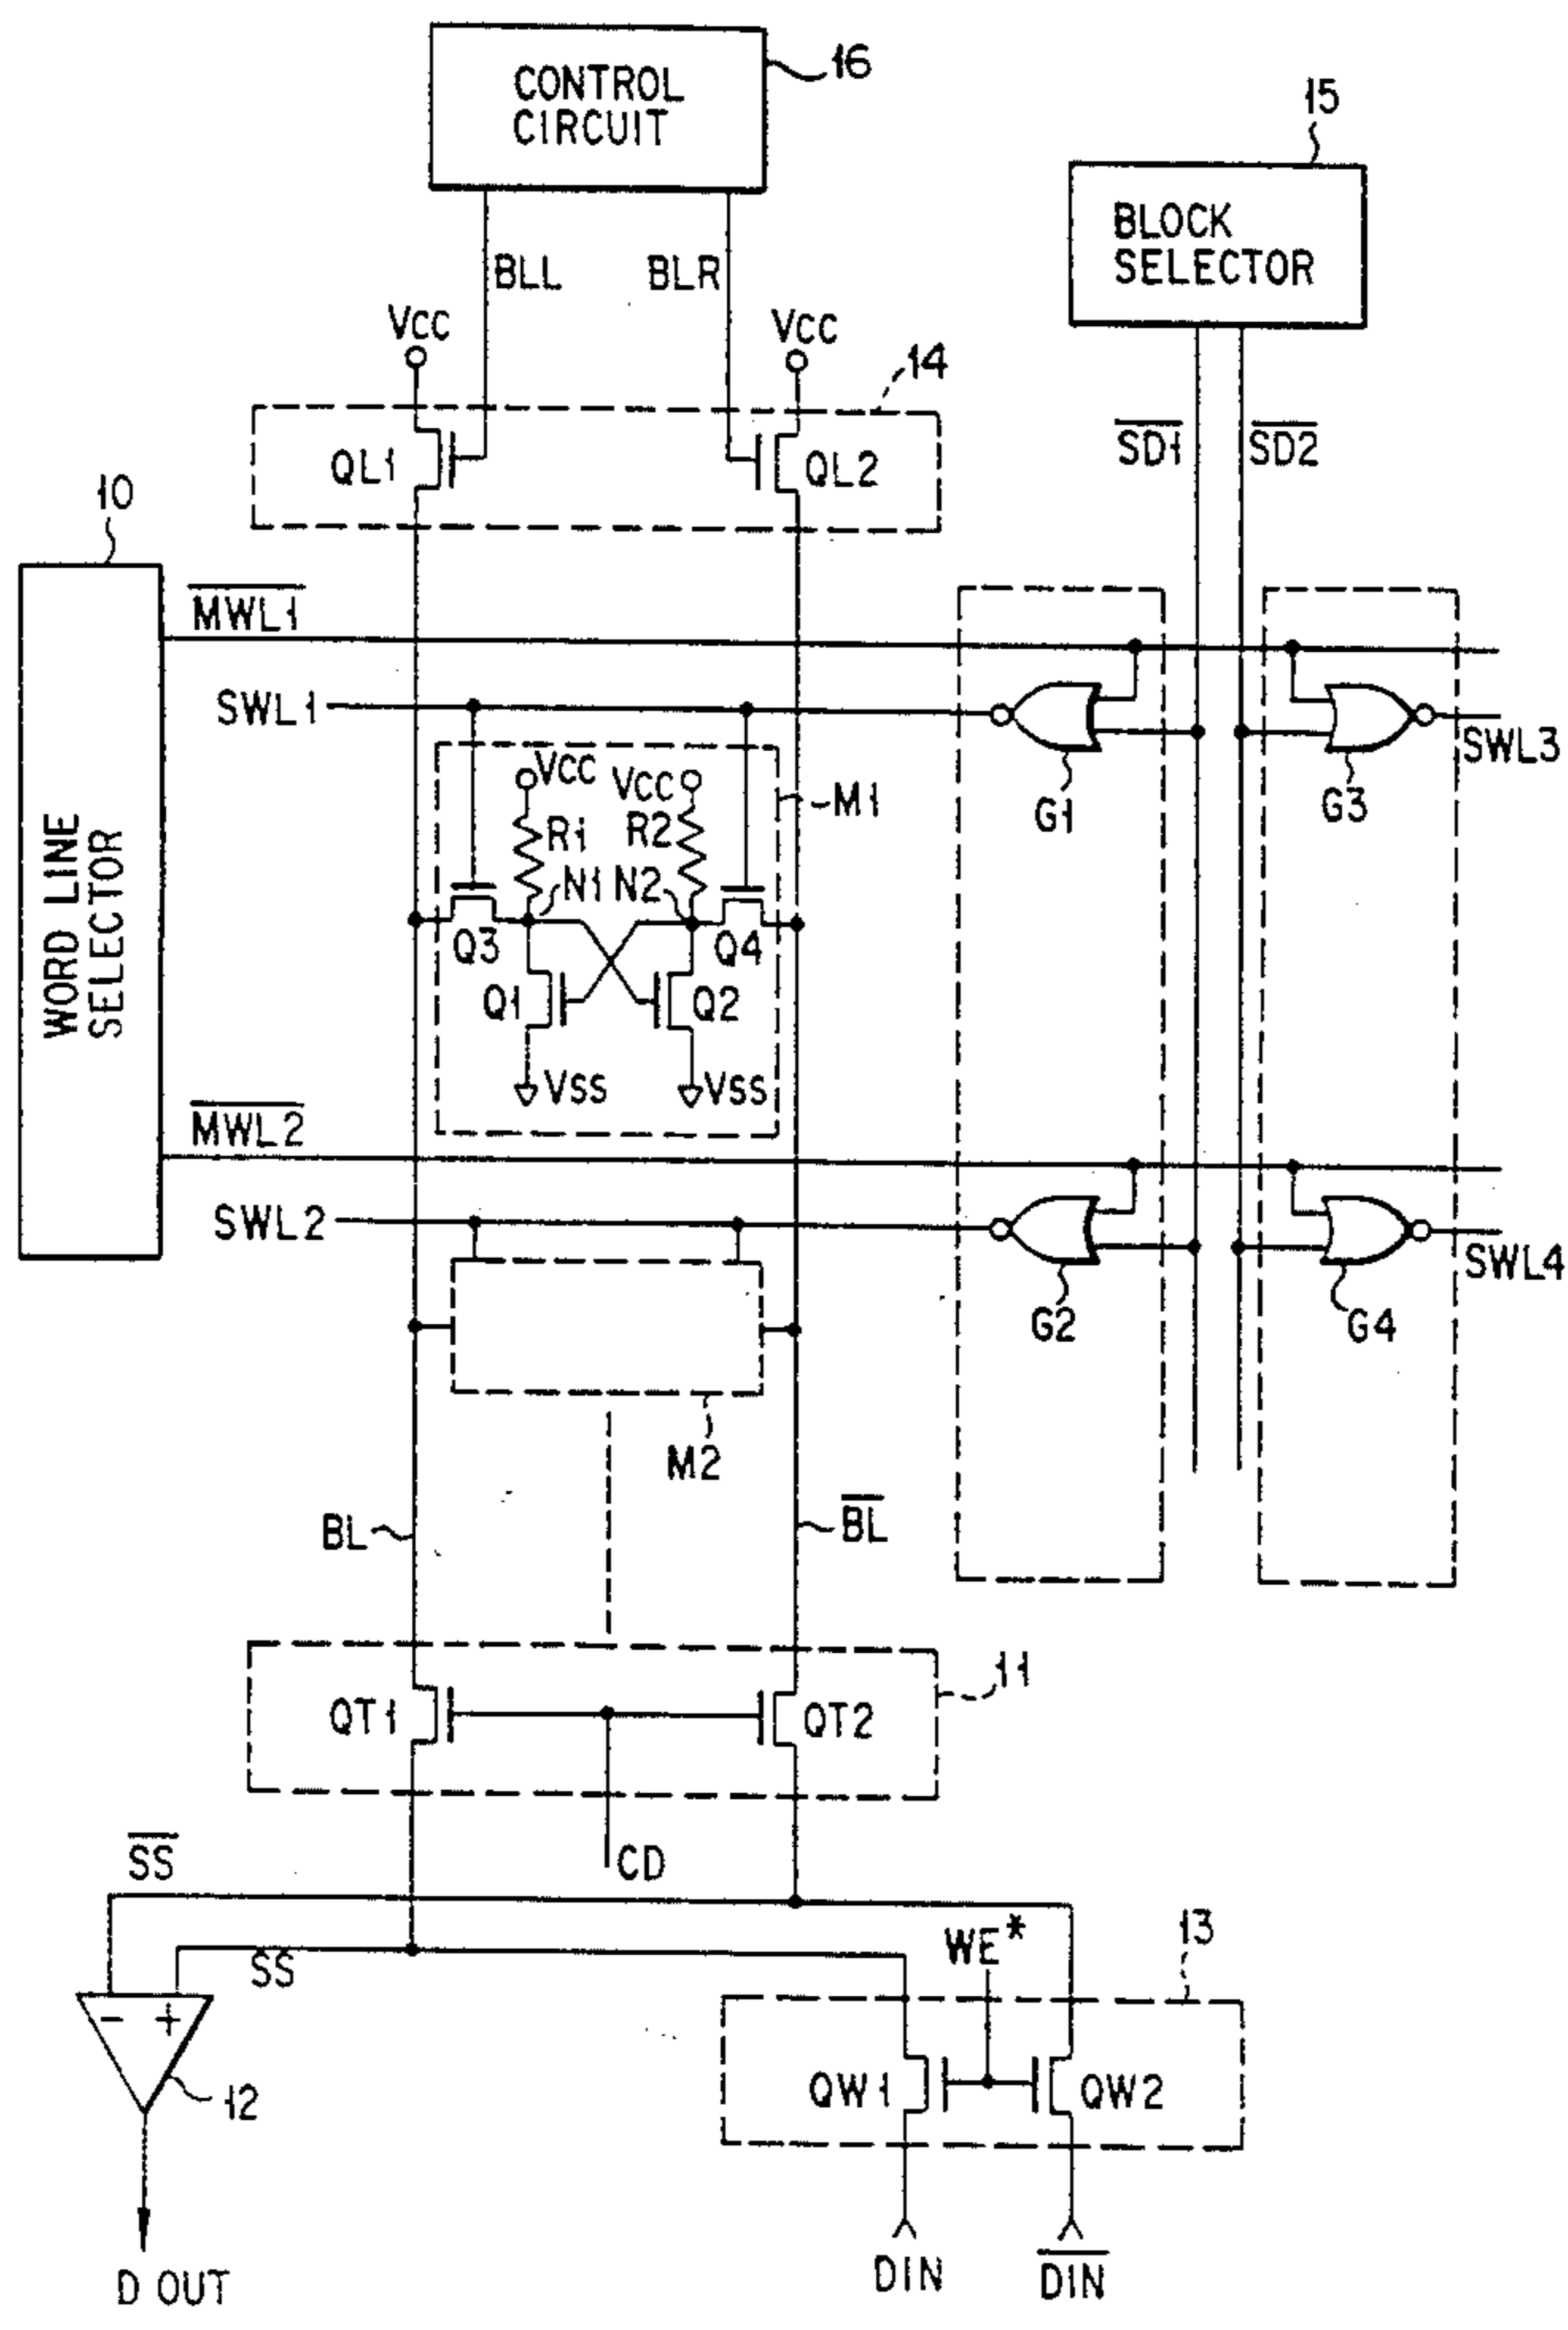 CONTROL
CIRCUIT
16
15
BLOCK
SELECTOR
BLL
BLR
VCC
VCC
14
SD1
SD2
QL1
QL2
10
MWL1
SWL1
SWL3
VCC
VCC
M1
G1
G3
R1
R2
N1
N2
WORD LINE
SELECTOR
Q3
Q4
Q1
Q2
VSS
VSS
MWL2
SWL2
SWL4
G2
G4
M2
BL
BL
11
QT1
QT2
CD
SS
SS
WE*
13
- +
12
QW1
QW2
DIN
DIN
D OUT